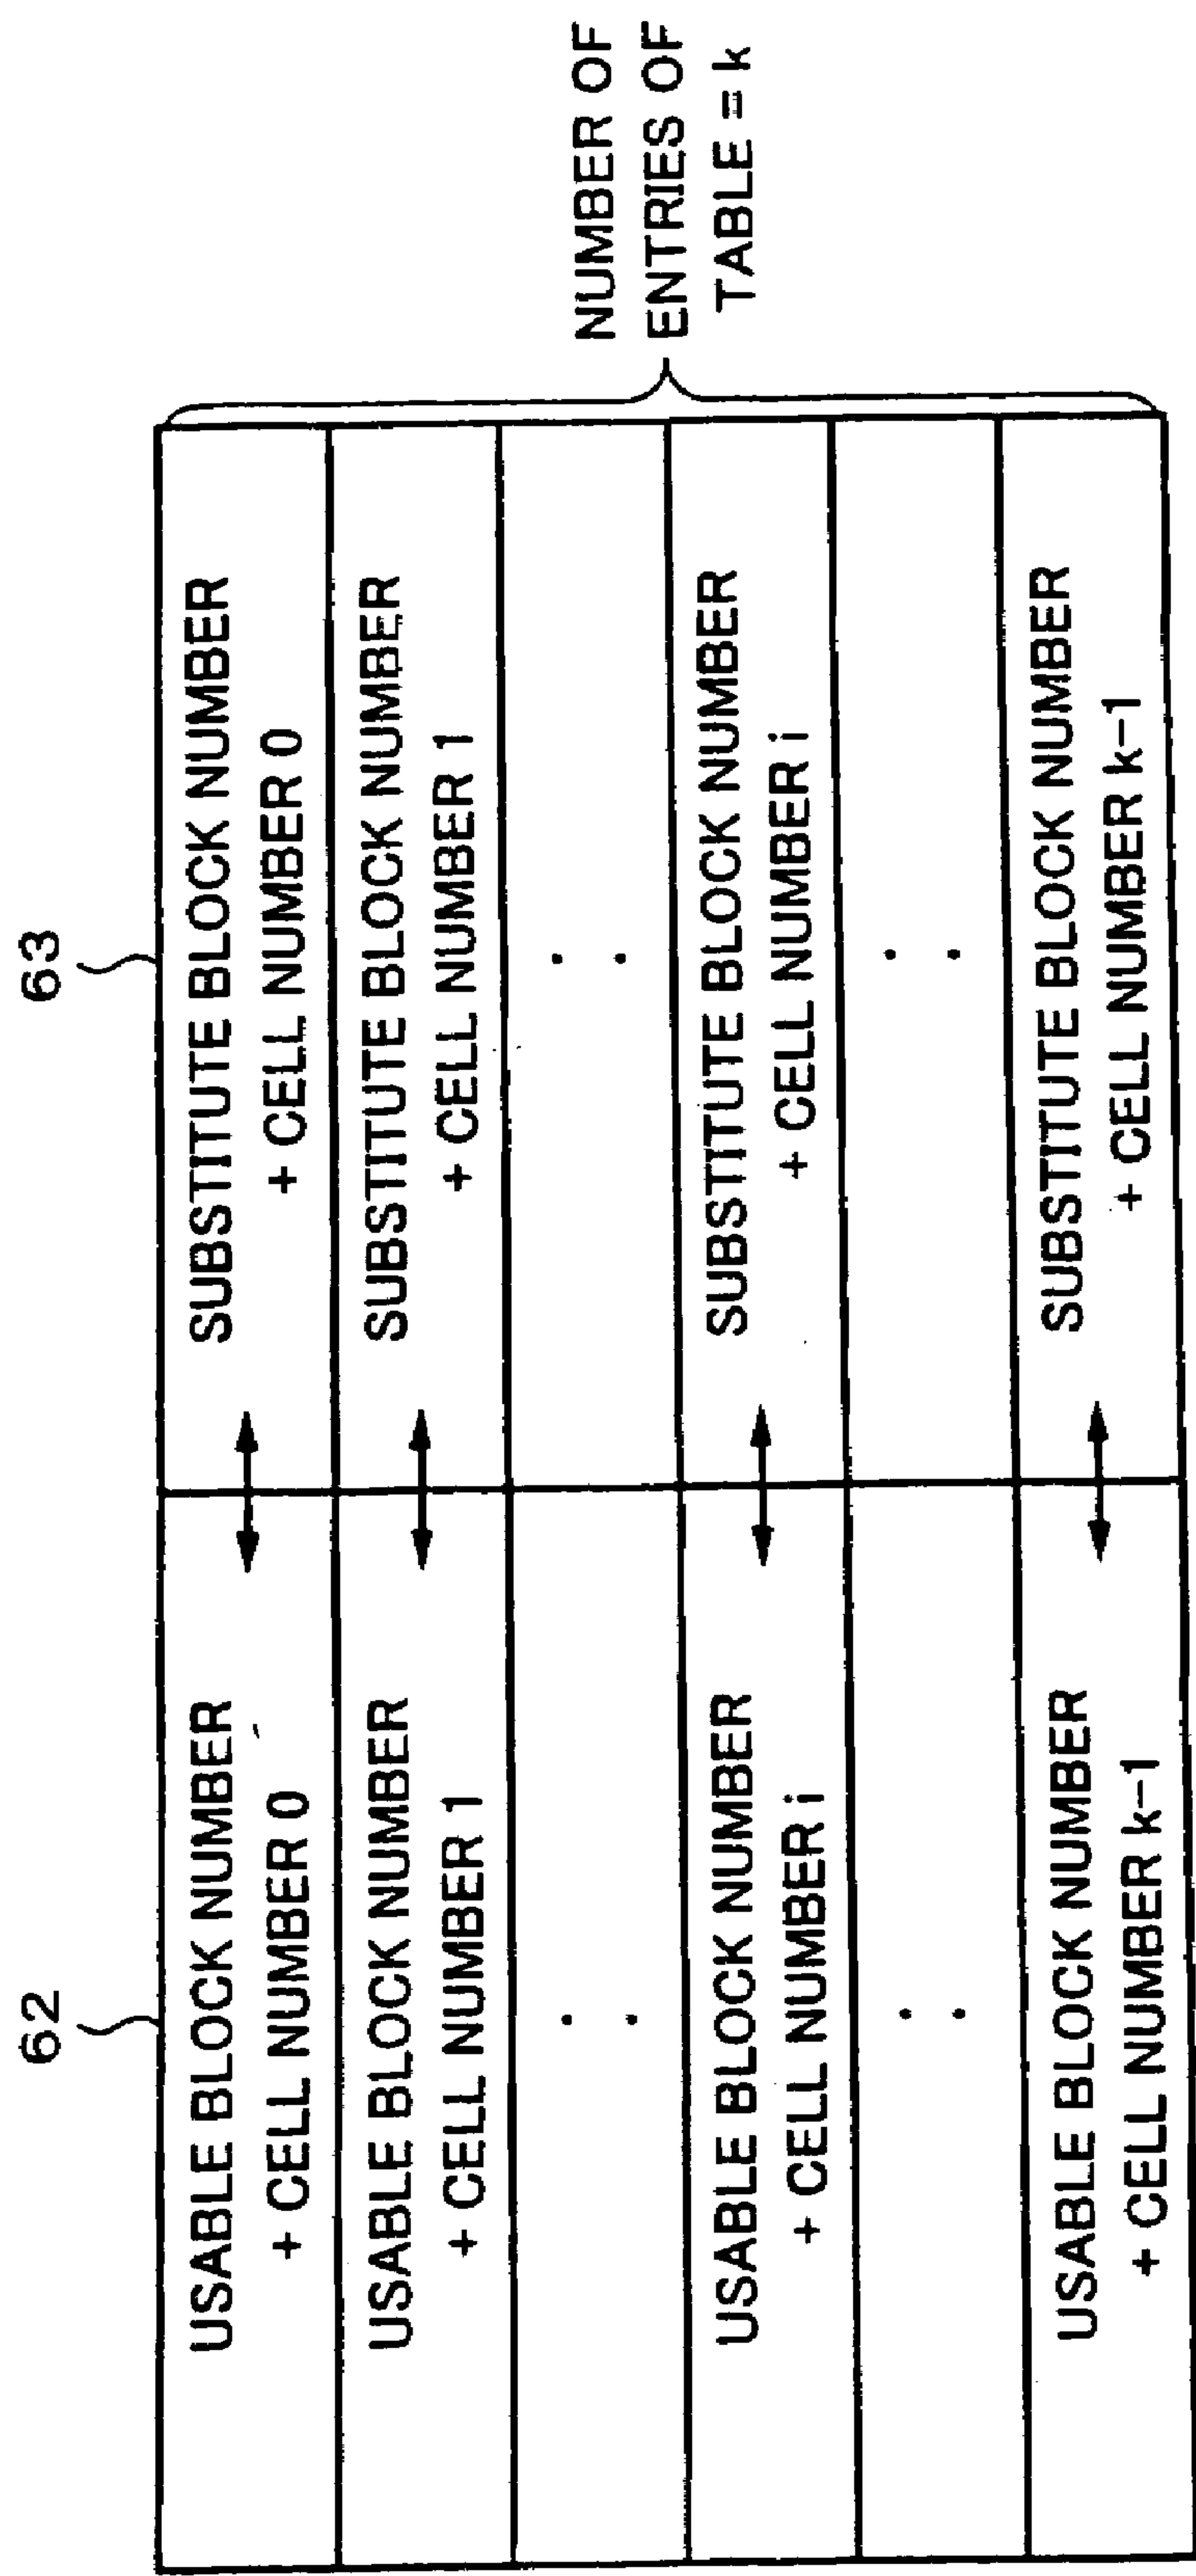 62
63
USABLE BLOCK NUMBER
+ CELL NUMBER 0
SUBSTITUTE BLOCK NUMBER
+ CELL NUMBER 0
USABLE BLOCK NUMBER
+ CELL NUMBER 1
SUBSTITUTE BLOCK NUMBER
+ CELL NUMBER 1
USABLE BLOCK NUMBER
+ CELL NUMBER i
SUBSTITUTE BLOCK NUMBER
+ CELL NUMBER i
USABLE BLOCK NUMBER
+ CELL NUMBER k-1
SUBSTITUTE BLOCK NUMBER
+ CELL NUMBER k-1
NUMBER OF
ENTRIES OF
TABLE = k